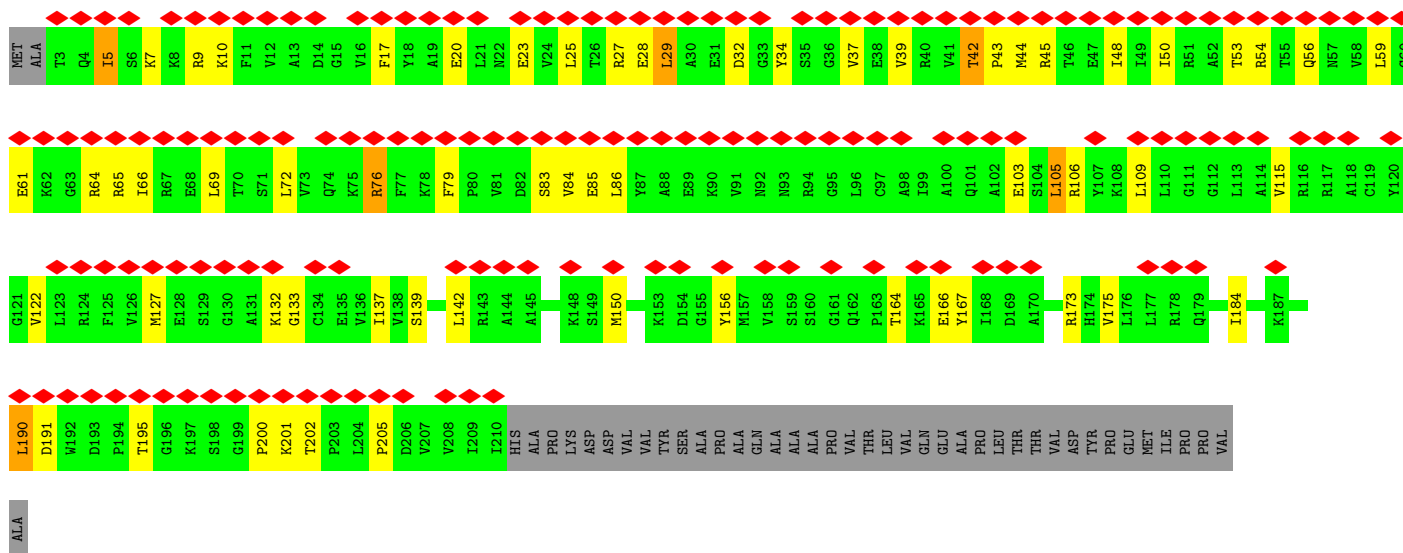 MET ALA T3 Q4 I5 S6 K7 K8 R9 K10 F11 V12 A13 D14 G15 V16 F17 Y18 A19 E20 L21 N22 E23 V24 L25 T26 R27 E28 L29 A30 E31 D32 G33 Y34 S35 G36 V37 E38 V39 R40 V41 T42 P43 M44 R45 T46 E47 I48 I49 I50 R51 A52 T53 R54 T55 Q56 N57 V58 L59
E61 K62 G63 R64 R65 I66 R67 E68 L69 T70 S71 L72 V73 Q74 K75 R76 F77 K78 F79 P80 V81 D82 S83 V84 E85 L86 Y87 A88 E89 K90 V91 N92 N93 R94 G95 L96 C97 A98 I99 A100 Q101 A102 E103 S104 L105 R106 Y107 K108 L109 L110 G111 G112 L113 A114 V115 R116 R117 A118 C119 Y120
G121 V122 L123 R124 F125 V126 M127 E128 S129 G130 A131 K132 G133 C134 E135 V136 I137 V138 S139 L142 R143 A144 A145 K148 S149 M150 K153 D154 G155 Y156 M157 V158 S159 S160 G161 Q162 P163 T164 K165 E166 Y167 I168 D169 A170 R173 H174 V175 L176 L177 R178 Q179 I184 K187
L190 D191 W192 D193 P194 T195 G196 K197 S198 G199 P200 K201 T202 P203 L204 P205 D206 V207 V208 I209 I210 HIS ALA PRO LYS ASP ASP VAL VAL TYR SER ALA PRO ALA GLN ALA ALA ALA PRO VAL THR LEU VAL GLN GLU ALA PRO LEU THR THR VAL ASP TYR PRO GLU MET ILE PRO PRO VAL
ALA